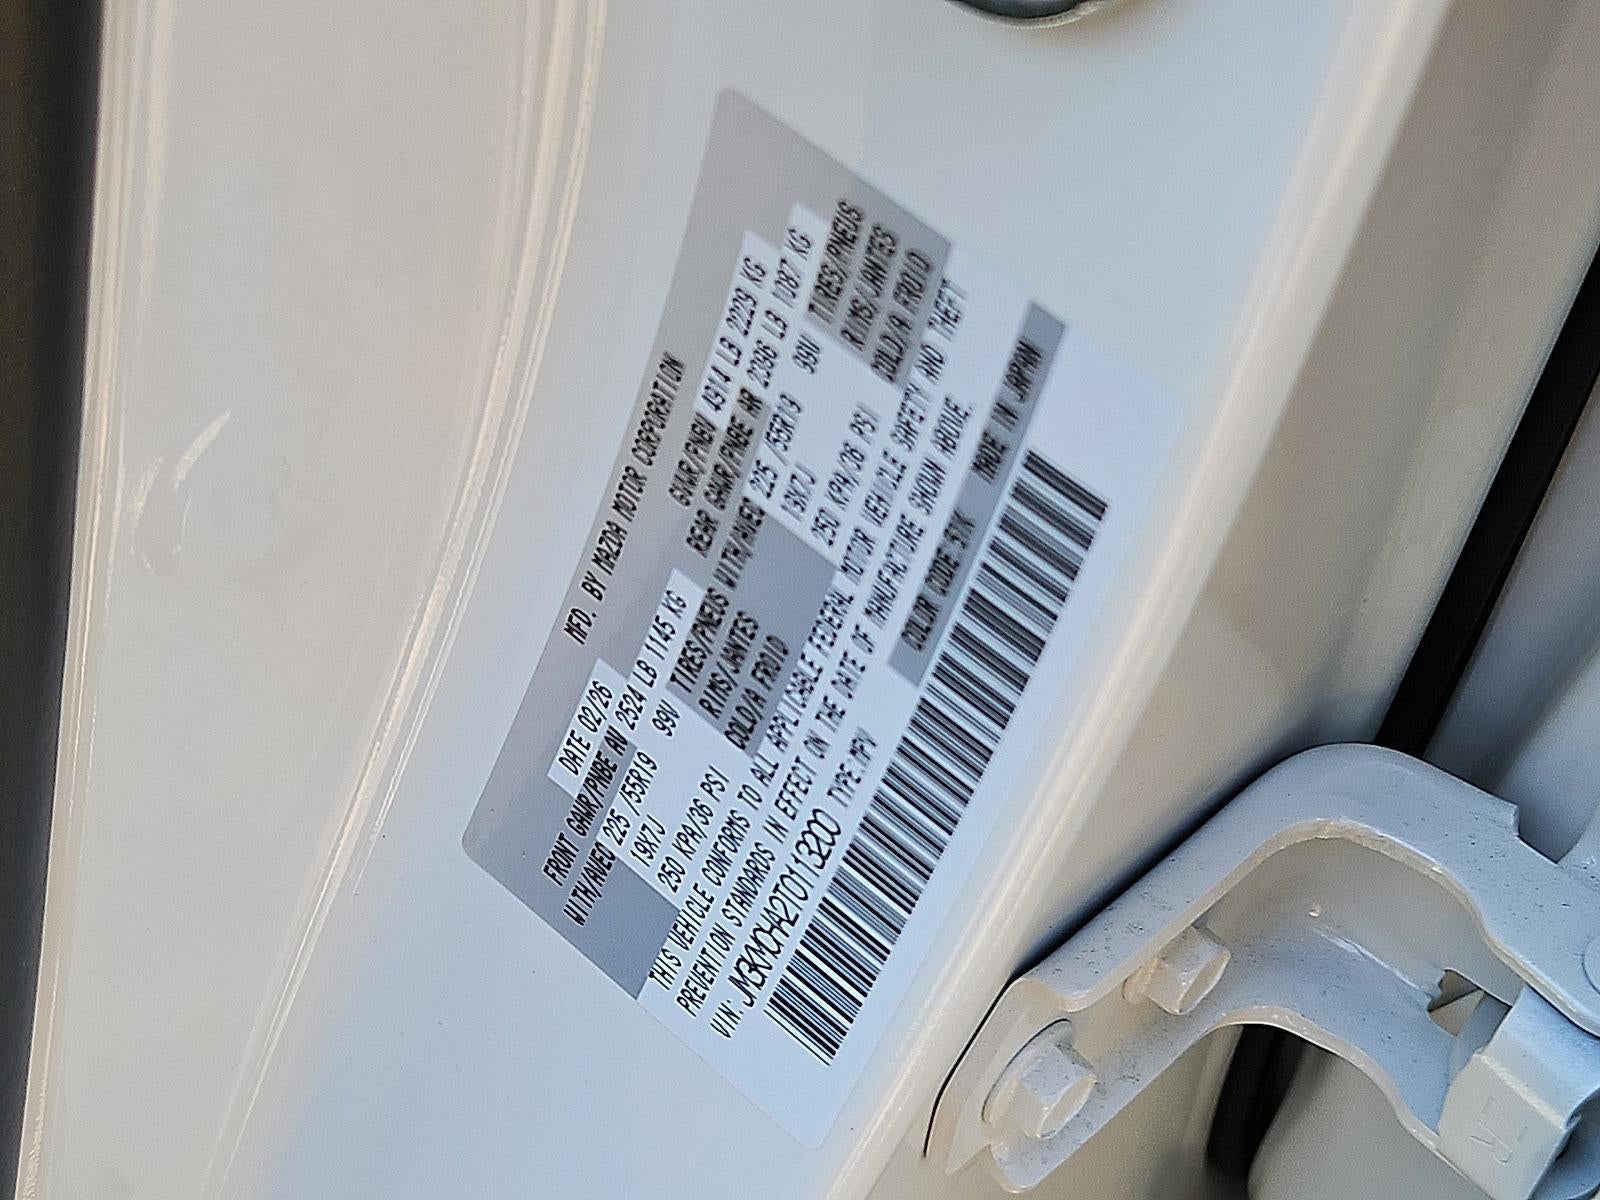 MFD. BY MAZDA MOTOR CORPORATION
DATE 02/26 GVWR/PNBV 4914 LB 2229 KG
FRONT GAWR/PNBE AV 2524 LB 1145 KG REAR GAWR/PNBE AR 2396 LB 1087 KG
WITH/AVEC 225 /55R19 99V TIRES/PNEUS WITH/AVEC 225 /55R19 99V TIRES/PNEUS
19X7J RIMS/JANTES 19X7J RIMS/JANTES
250 KPA/36 PSI COLD/A FROID 250 KPA/36 PSI COLD/A FROID
THIS VEHICLE CONFORMS TO ALL APPLICABLE FEDERAL MOTOR VEHICLE SAFETY AND THEFT
PREVENTION STANDARDS IN EFFECT ON THE DATE OF MANUFACTURE SHOWN ABOVE.
VIN: TYPE:MPV COLOR CODE 51K MADE IN JAPAN